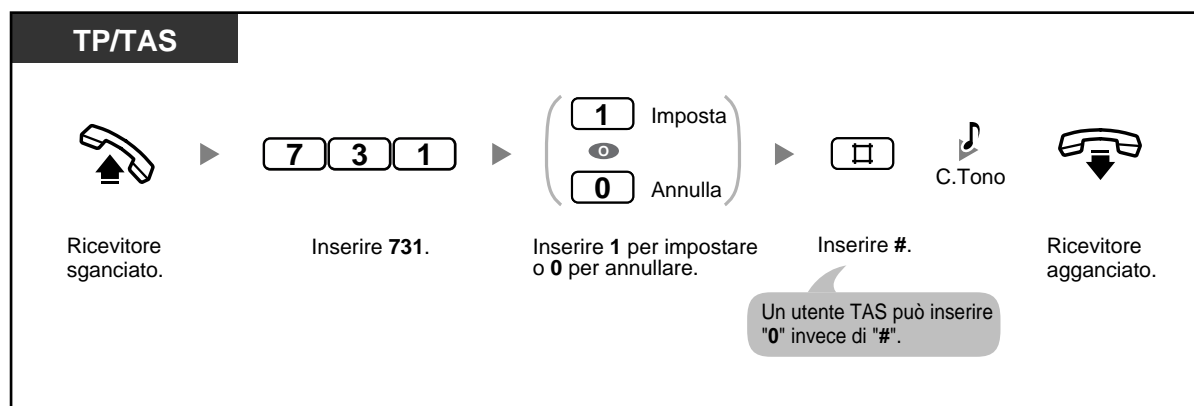 TP/TAS
7 3 1
1 Imposta
o
0 Annulla
#
C.Tono
Ricevitore
sganciato.
Inserire 731.
Inserire 1 per impostare
o 0 per annullare.
Inserire #.
Ricevitore
agganciato.
Un utente TAS può inserire
"0" invece di "#".